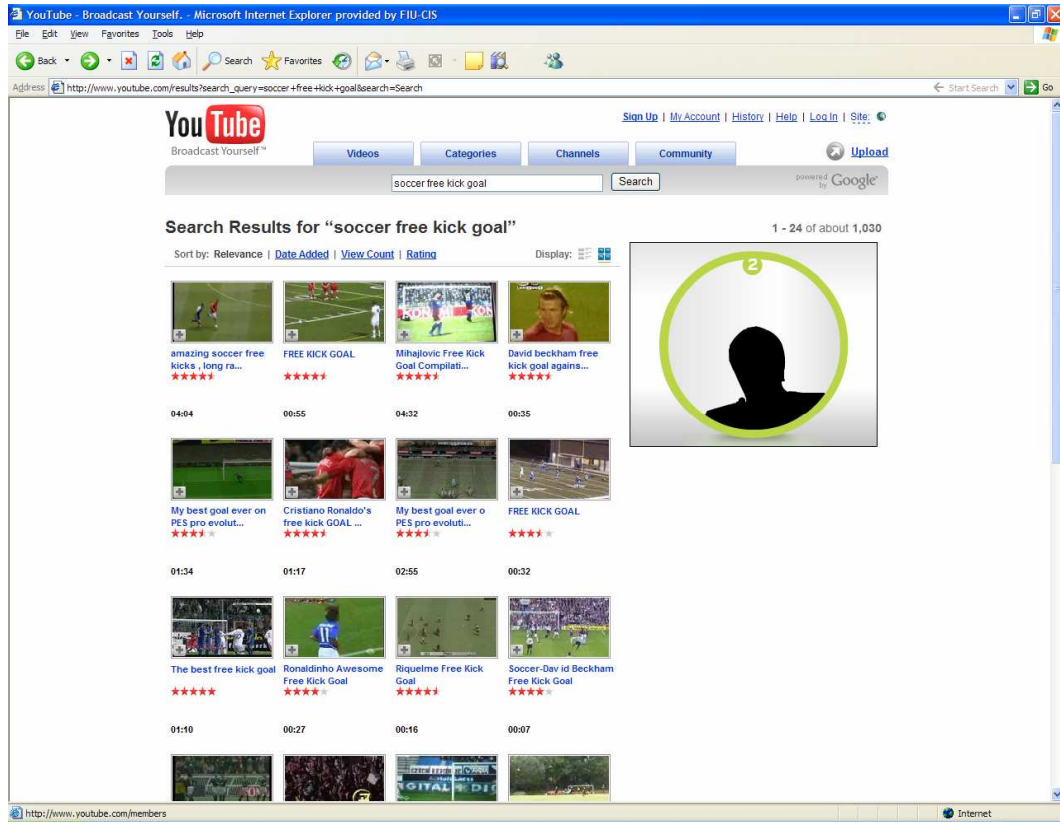 YouTube - Broadcast Yourself. - Microsoft Internet Explorer provided by FIU-CIS
File Edit View Favorites Tools Help
Back Search Favorites
Address http://www.youtube.com/results?search_query=soccer+free+kick+goal&search=Search Start Search Go
You Tube
Broadcast Yourself™
Sign Up | My Account | History | Help | Log In | Site:
Videos Categories Channels Community Upload
soccer free kick goal Search powered by Google
Search Results for “soccer free kick goal” 1 - 24 of about 1,030
Sort by: Relevance | Date Added | View Count | Rating Display:
2
KONAMI
amazing soccer free kicks , long ra...
04:04
FREE KICK GOAL
00:55
Mihajlovic Free Kick Goal Compilati...
04:32
David beckham free kick goal agains...
00:35
My best goal ever on PES pro evolut...
01:34
Cristiano Ronaldo's free kick GOAL ...
01:17
My best goal ever o PES pro evoluti...
02:55
FREE KICK GOAL
00:32
11
The best free kick goal
01:10
Ronaldinho Awesome Free Kick Goal
00:27
Riquelme Free Kick Goal
00:16
Soccer-Dav id Beckham Free Kick Goal
00:07
http://www.youtube.com/members Internet